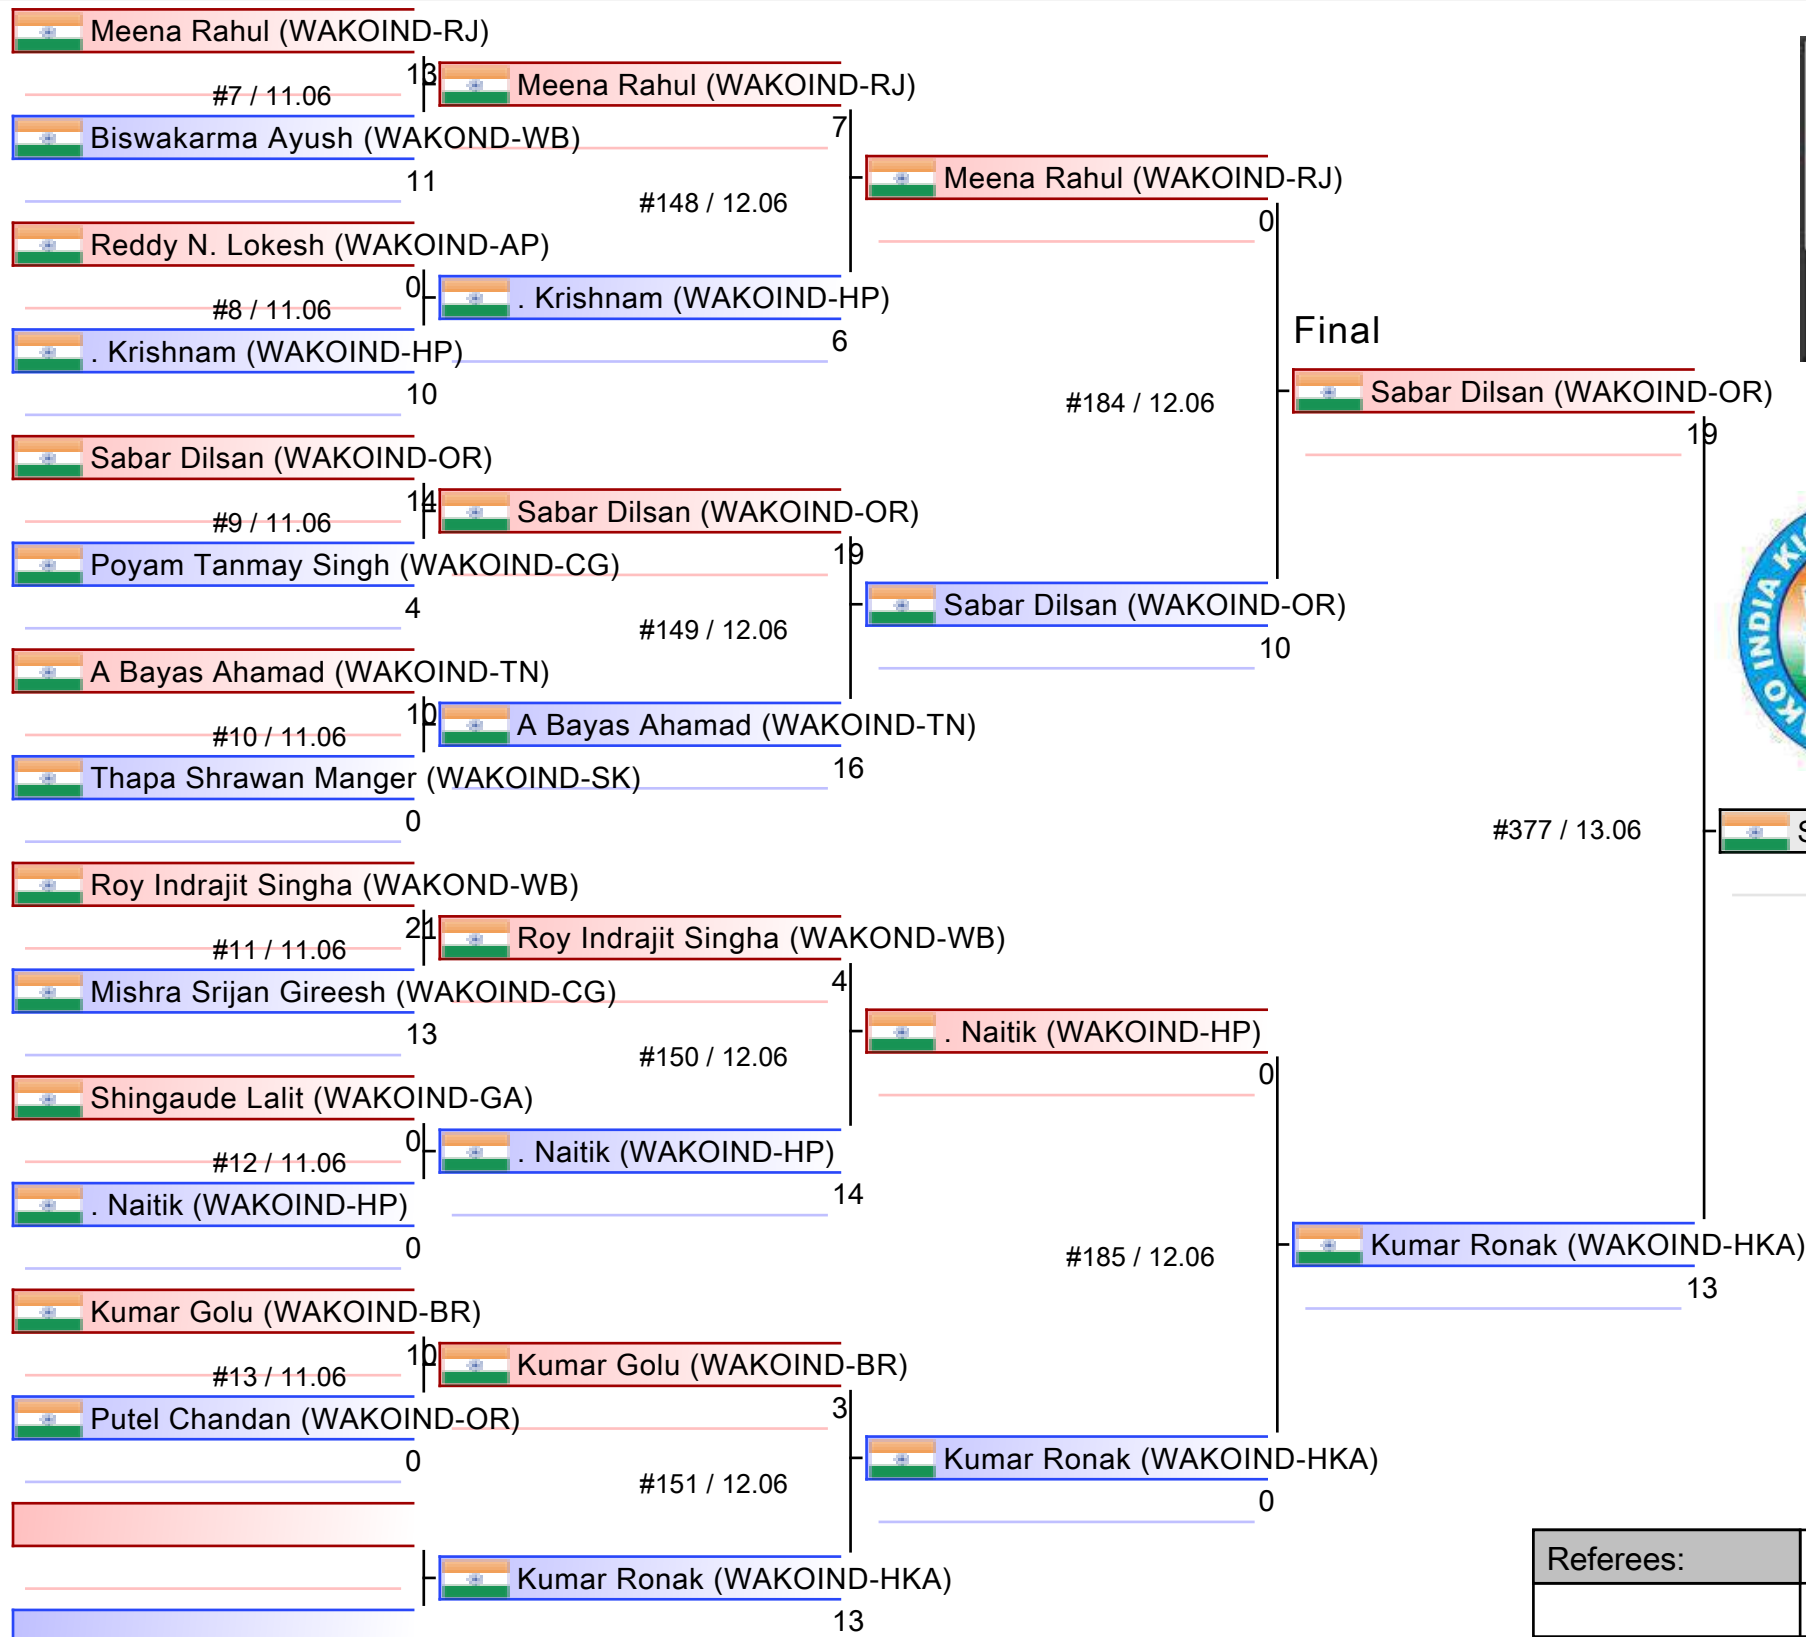 Meena Rahul (WAKOIND-RJ)
13
#7 / 11.06
Biswakarma Ayush (WAKOND-WB)
11
Reddy N. Lokesh (WAKOIND-AP)
0
#8 / 11.06
. Krishnam (WAKOIND-HP)
10
Sabar Dilsan (WAKOIND-OR)
14
#9 / 11.06
Poyam Tanmay Singh (WAKOIND-CG)
4
A Bayas Ahamad (WAKOIND-TN)
10
#10 / 11.06
Thapa Shrawan Manger (WAKOIND-SK)
0
Roy Indrajit Singha (WAKOND-WB)
21
#11 / 11.06
Mishra Srijan Gireesh (WAKOIND-CG)
13
Shingaude Lalit (WAKOIND-GA)
0
#12 / 11.06
. Naitik (WAKOIND-HP)
0
Kumar Golu (WAKOIND-BR)
10
#13 / 11.06
Putel Chandan (WAKOIND-OR)
0
Meena Rahul (WAKOIND-RJ)
7
#148 / 12.06
. Krishnam (WAKOIND-HP)
6
Sabar Dilsan (WAKOIND-OR)
19
#149 / 12.06
A Bayas Ahamad (WAKOIND-TN)
16
Roy Indrajit Singha (WAKOND-WB)
4
#150 / 12.06
. Naitik (WAKOIND-HP)
14
Kumar Golu (WAKOIND-BR)
3
#151 / 12.06
Kumar Ronak (WAKOIND-HKA)
13
Meena Rahul (WAKOIND-RJ)
0
#184 / 12.06
Sabar Dilsan (WAKOIND-OR)
10
. Naitik (WAKOIND-HP)
0
#185 / 12.06
Kumar Ronak (WAKOIND-HKA)
0
Final
Sabar Dilsan (WAKOIND-OR)
19
#377 / 13.06
Kumar Ronak (WAKOIND-HKA)
13
KO INDIA KI
Referees: